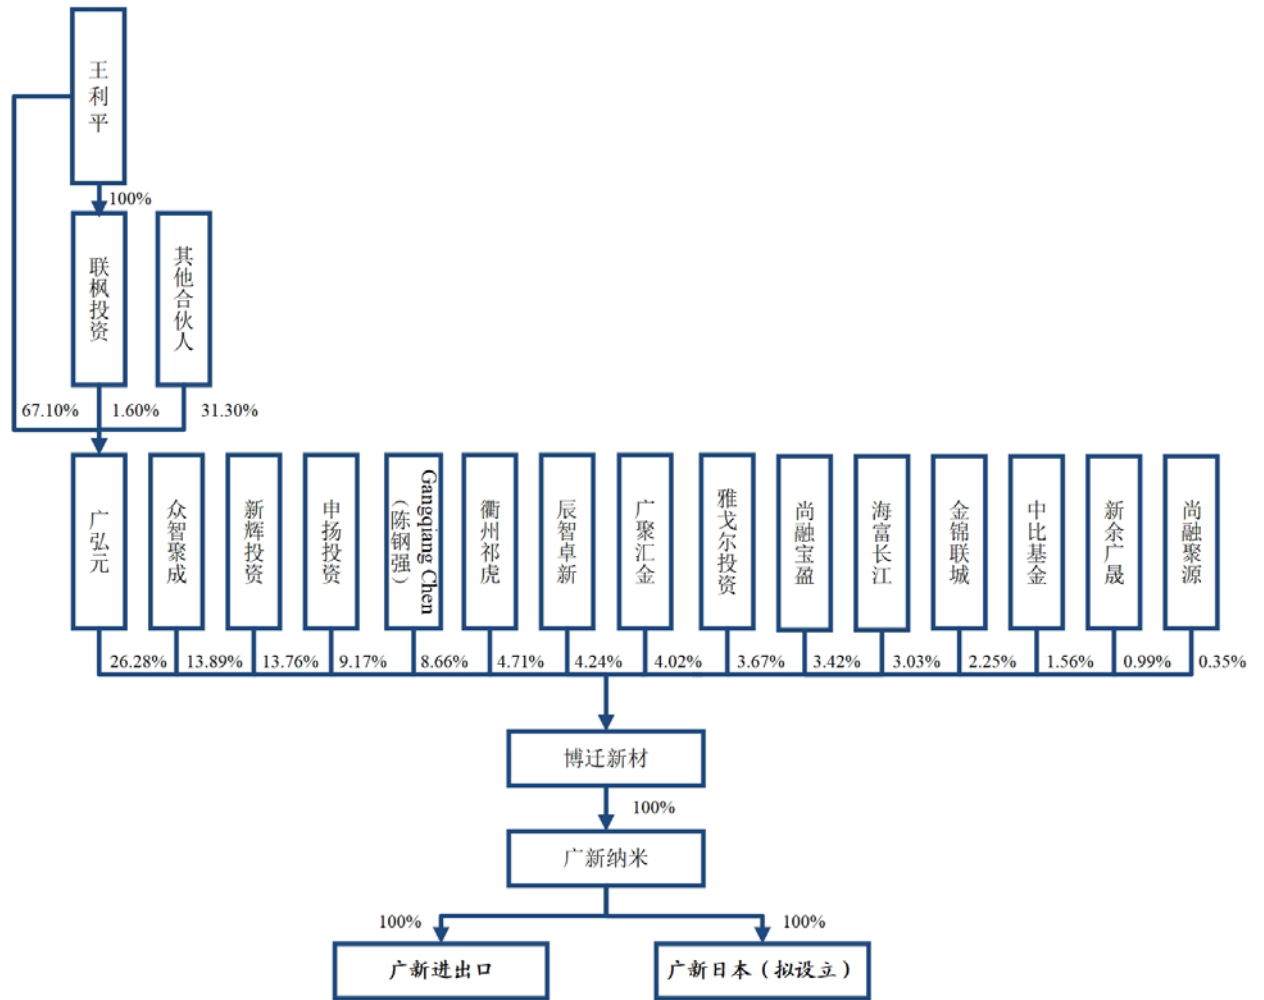 王利平
100%
联枫投资
其他合伙人
67.10%
1.60%
31.30%
广弘元
众智聚成
新辉投资
申扬投资
Gangqiang Chen
（陈钢强）
衢州祁虎
辰智卓新
广聚汇金
雅戈尔投资
尚融宝盈
海富长江
金锦联城
中比基金
新余广晟
尚融聚源
26.28%
13.89%
13.76%
9.17%
8.66%
4.71%
4.24%
4.02%
3.67%
3.42%
3.03%
2.25%
1.56%
0.99%
0.35%
博迁新材
100%
广新纳米
100%
100%
广新进出口
广新日本（拟设立）